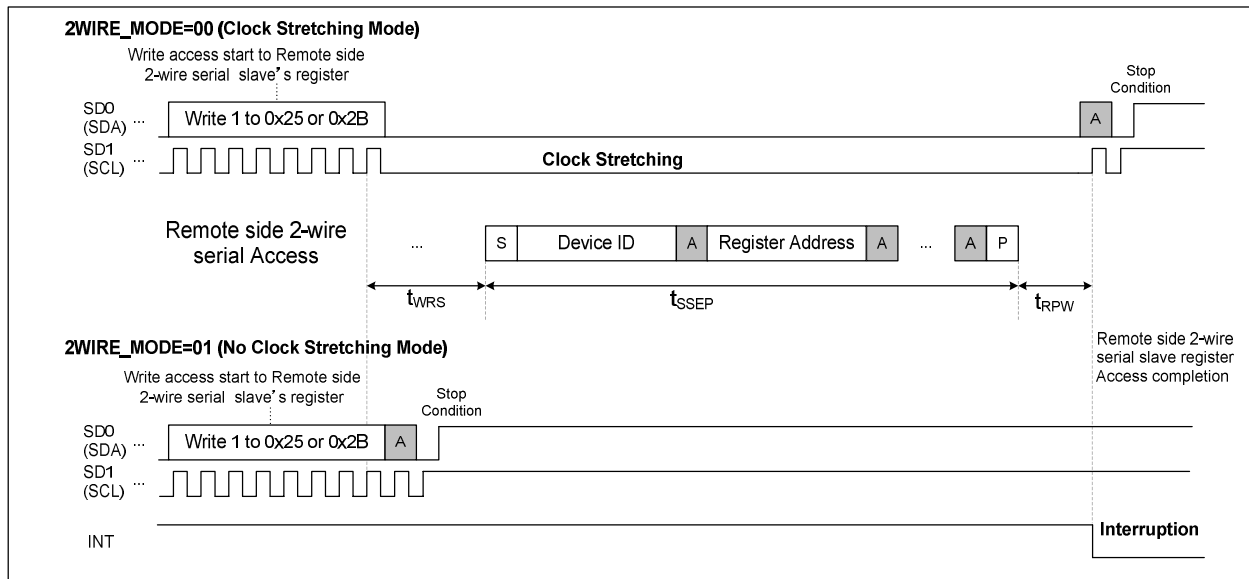 2WIRE_MODE=00 (Clock Stretching Mode)
Write access start to Remote side
2-wire serial slave's register
Stop
Condition
SD0
(SDA) ...
Write 1 to 0x25 or 0x2B
A
SD1
(SCL) ...
Clock Stretching
Remote side 2-wire
serial Access
... S Device ID A Register Address A ... A P
tWRS tSSEP tRPW
2WIRE_MODE=01 (No Clock Stretching Mode)
Remote side 2-wire
serial slave register
Access completion
Write access start to Remote side
2-wire serial slave's register
Stop
Condition
SD0
(SDA) ...
Write 1 to 0x25 or 0x2B A
SD1
(SCL) ...
INT
Interruption